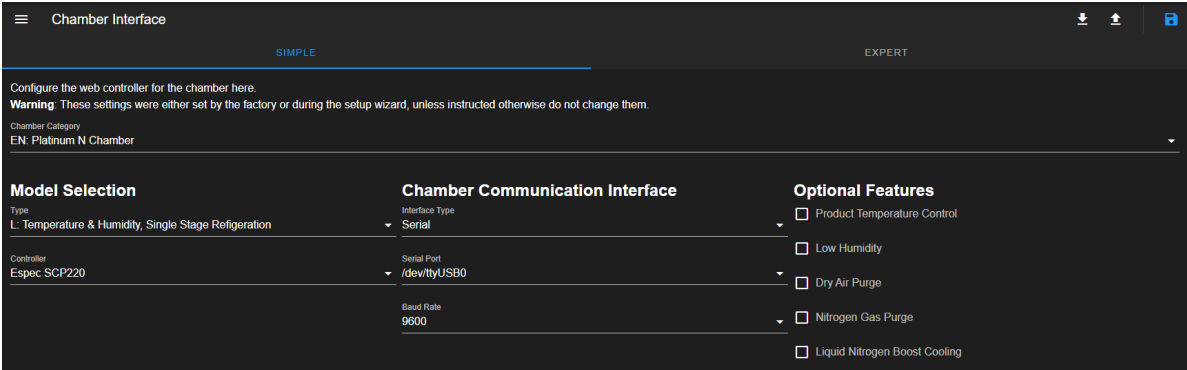 Chamber Interface
SIMPLE
EXPERT
Configure the web controller for the chamber here.
Warning: These settings were either set by the factory or during the setup wizard, unless instructed otherwise do not change them.
Chamber Category
EN: Platinum N Chamber
Model Selection
Type
L: Temperature & Humidity, Single Stage Refigeration
Controller
Espec SCP220
Chamber Communication Interface
Interface Type
Serial
Serial Port
/dev/ttyUSB0
Baud Rate
9600
Optional Features
Product Temperature Control
Low Humidity
Dry Air Purge
Nitrogen Gas Purge
Liquid Nitrogen Boost Cooling